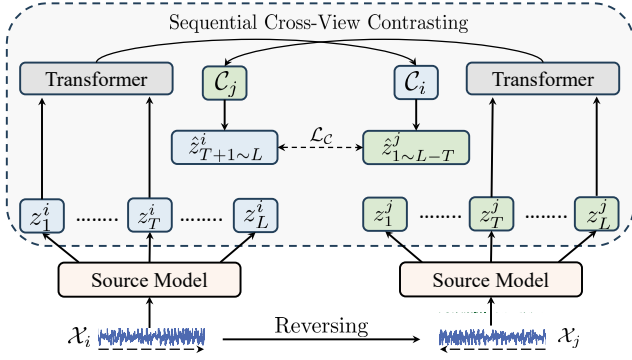 Sequential Cross-View Contrasting
Transformer
𝒞_j
𝒞_i
Transformer
ẑ^i_{T+1∼L}
ℒ_𝒞
ẑ^j_{1∼L−T}
z^i_1 ........ z^i_T ........ z^i_L
z^j_1 ........ z^j_T ........ z^j_L
Source Model
Source Model
𝒳_i
Reversing
𝒳_j